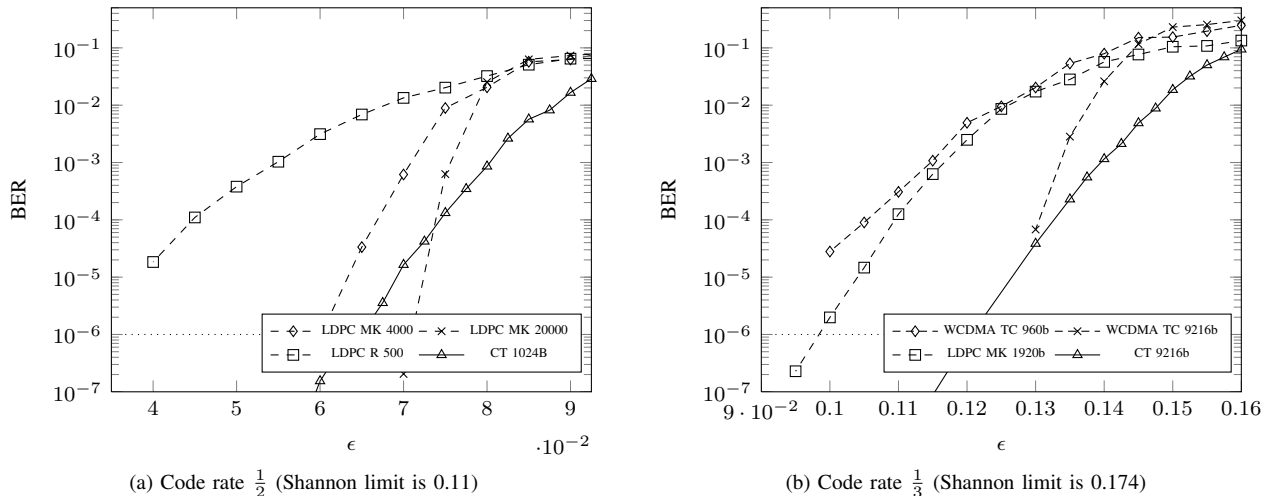 10⁻¹
10⁻²
10⁻³
10⁻⁴
10⁻⁵
10⁻⁶
10⁻⁷
BER
LDPC MK 4000
LDPC MK 20000
LDPC R 500
CT 1024B
4 5 6 7 8 9
·10⁻²
ϵ
(a) Code rate 1/2 (Shannon limit is 0.11)
10⁻¹
10⁻²
10⁻³
10⁻⁴
10⁻⁵
10⁻⁶
10⁻⁷
BER
WCDMA TC 960b
WCDMA TC 9216b
LDPC MK 1920b
CT 9216b
9 · 10⁻² 0.1 0.11 0.12 0.13 0.14 0.15 0.16
ϵ
(b) Code rate 1/3 (Shannon limit is 0.174)